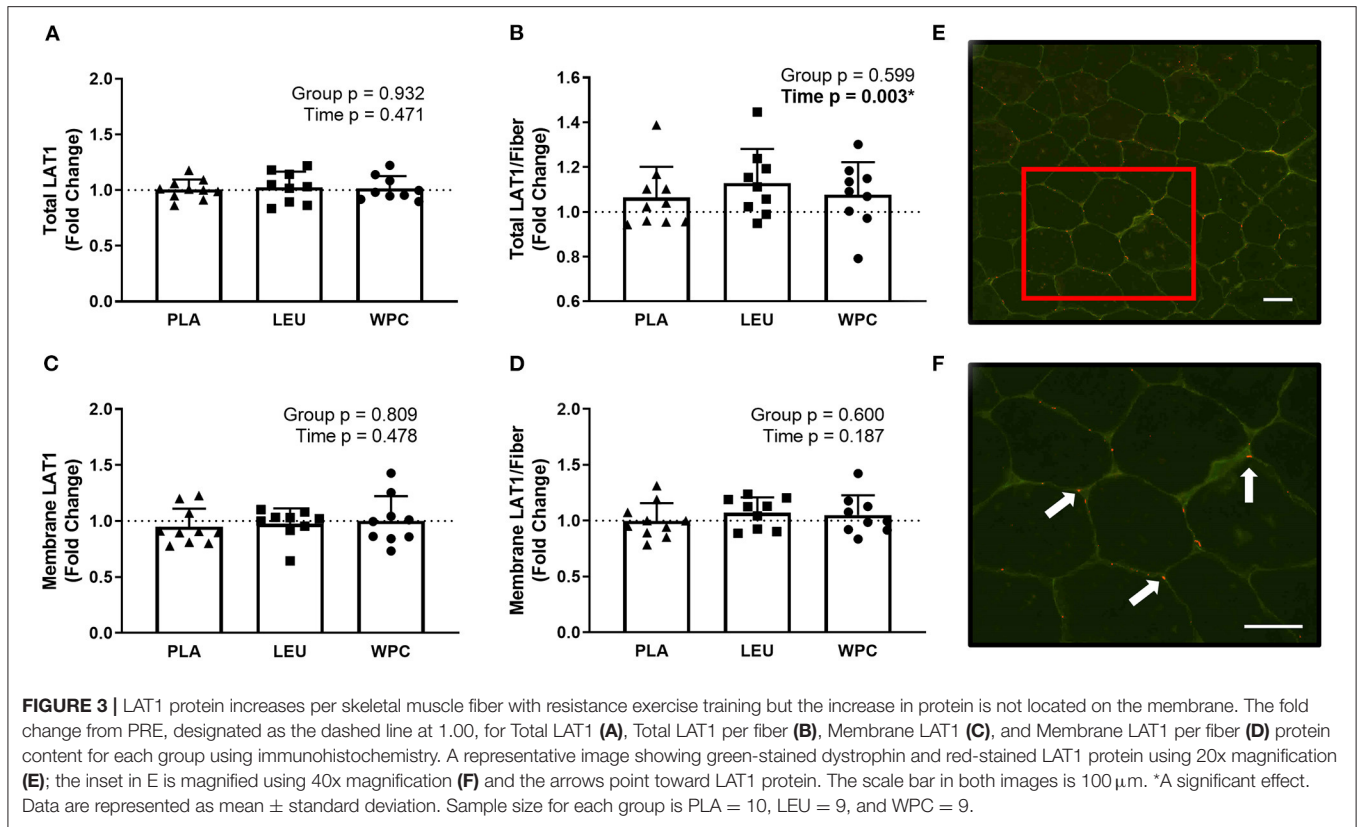 A
2.0
1.5
1.0
0.5
0.0
Total LAT1
(Fold Change)
Group p = 0.932
Time p = 0.471
PLA LEU WPC
B
1.6
1.4
1.2
1.0
0.8
0.6
Total LAT1/Fiber
(Fold Change)
Group p = 0.599
Time p = 0.003*
PLA LEU WPC
E
C
2.0
1.5
1.0
0.5
0.0
Membrane LAT1
(Fold Change)
Group p = 0.809
Time p = 0.478
PLA LEU WPC
D
2.0
1.5
1.0
0.5
0.0
Membrane LAT1/Fiber
(Fold Change)
Group p = 0.600
Time p = 0.187
PLA LEU WPC
F
FIGURE 3 | LAT1 protein increases per skeletal muscle fiber with resistance exercise training but the increase in protein is not located on the membrane. The fold
change from PRE, designated as the dashed line at 1.00, for Total LAT1 (A), Total LAT1 per fiber (B), Membrane LAT1 (C), and Membrane LAT1 per fiber (D) protein
content for each group using immunohistochemistry. A representative image showing green-stained dystrophin and red-stained LAT1 protein using 20x magnification
(E); the inset in E is magnified using 40x magnification (F) and the arrows point toward LAT1 protein. The scale bar in both images is 100 μm. *A significant effect.
Data are represented as mean ± standard deviation. Sample size for each group is PLA = 10, LEU = 9, and WPC = 9.